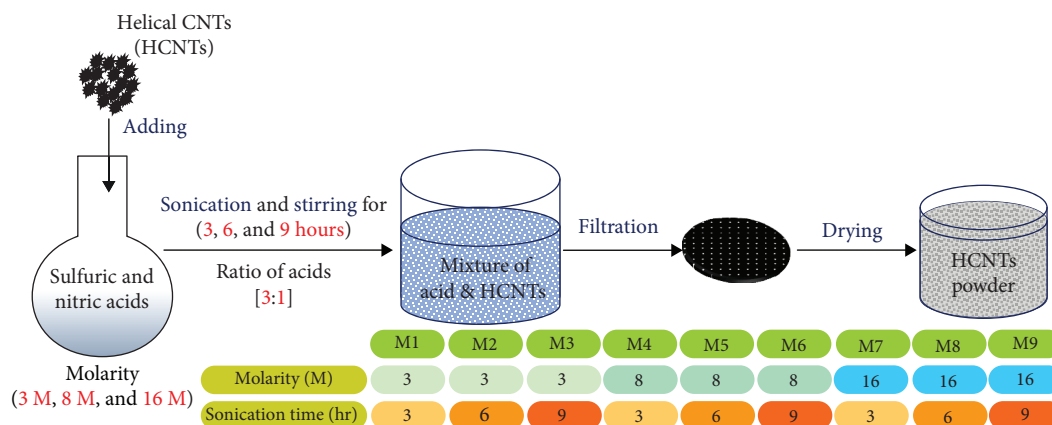 Helical CNTs
(HCNTs)
Adding
Sulfuric and
nitric acids
Molarity
(3 M, 8 M, and 16 M)
Sonication and stirring for
(3, 6, and 9 hours)
Ratio of acids
[3:1]
Mixture of
acid & HCNTs
Filtration
Drying
HCNTs
powder
M1 M2 M3 M4 M5 M6 M7 M8 M9
Molarity (M) 3 3 3 8 8 8 16 16 16
Sonication time (hr) 3 6 9 3 6 9 3 6 9